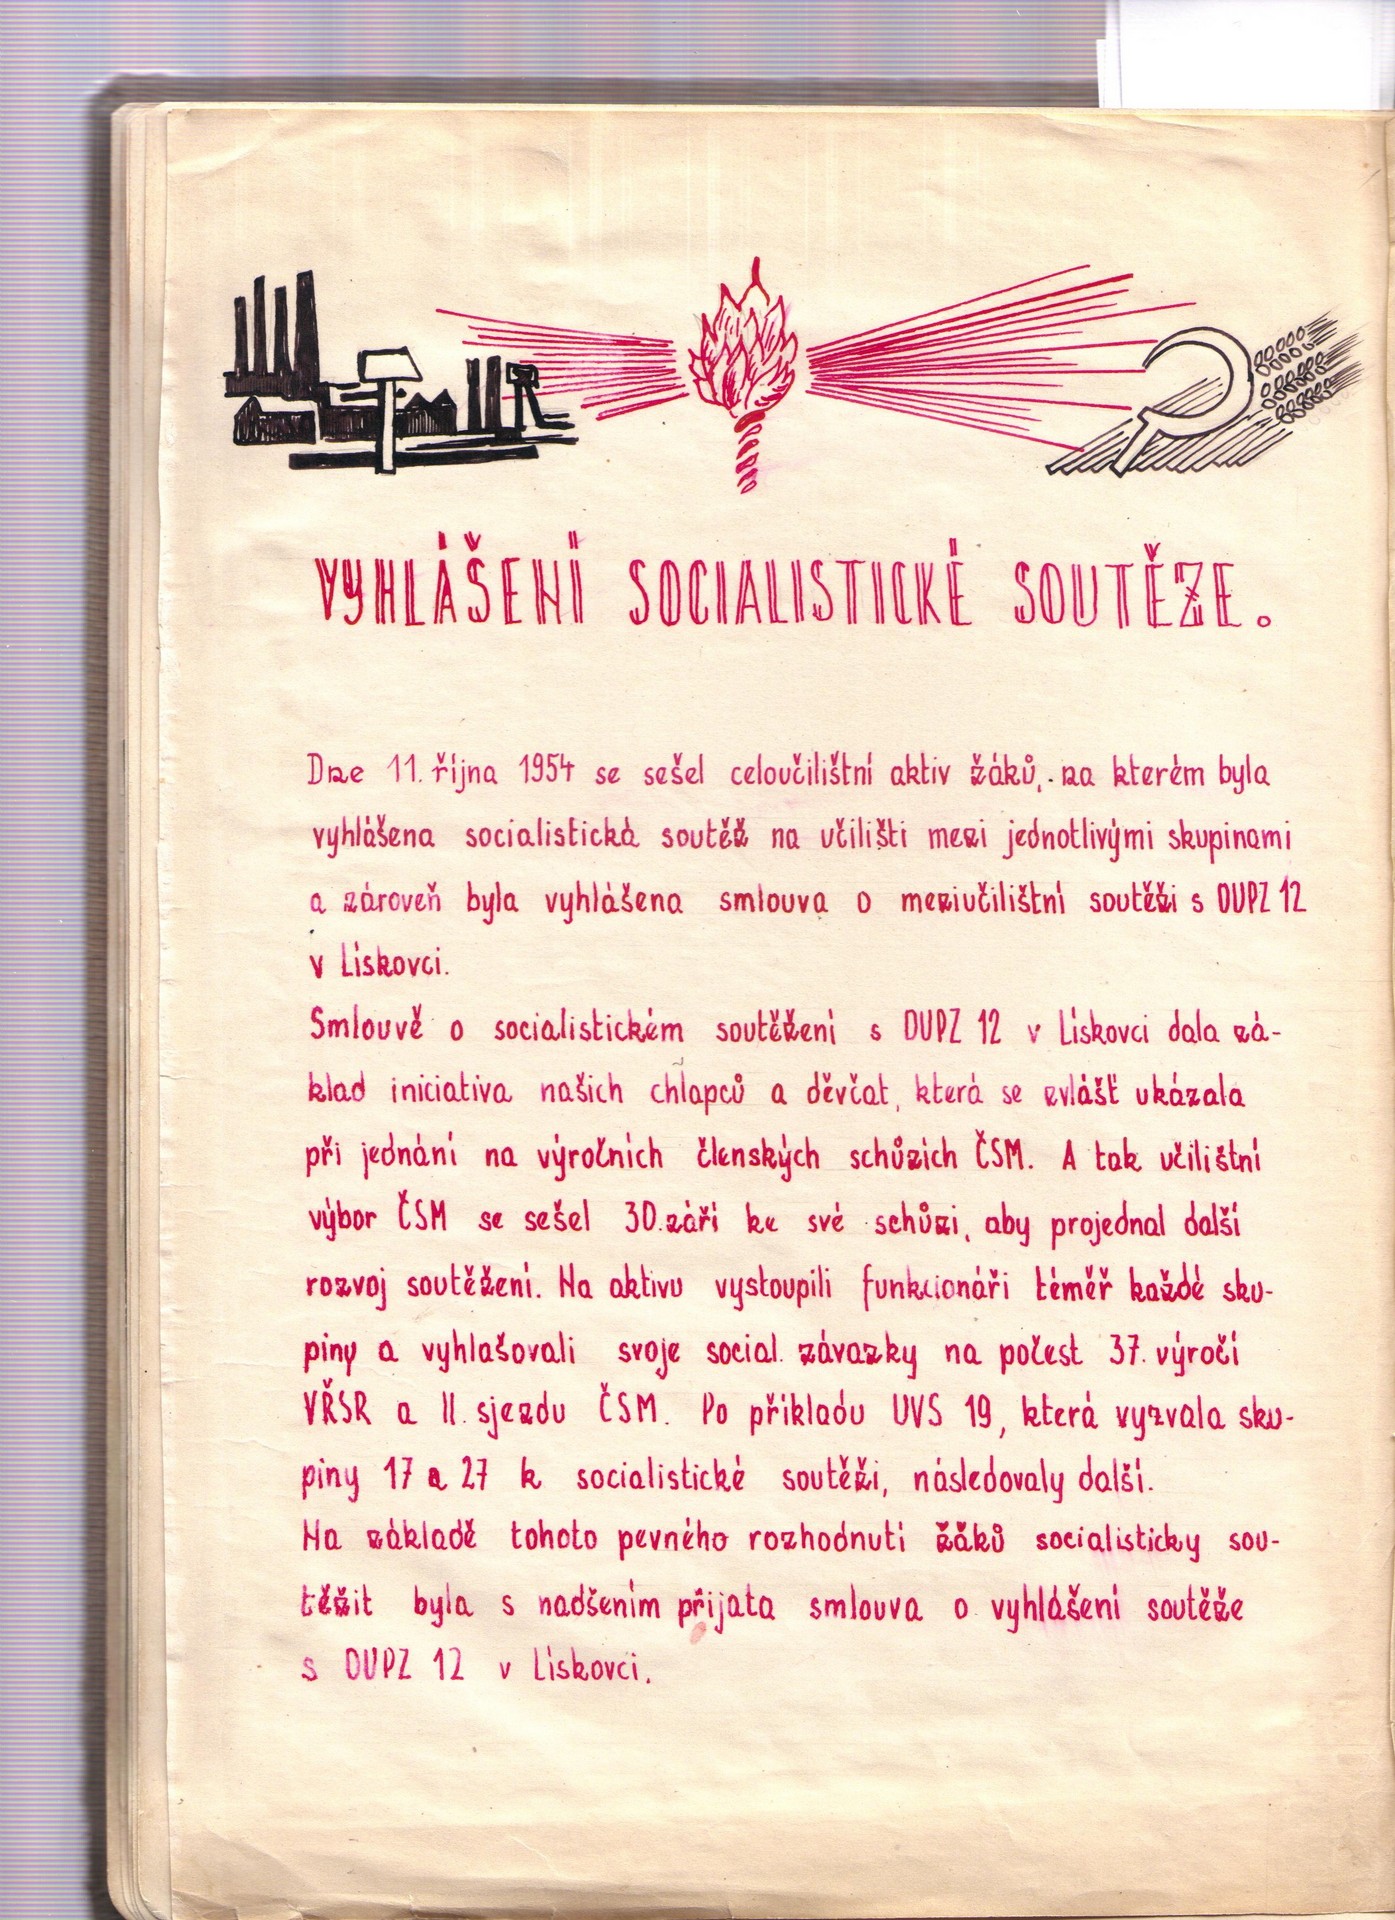 VYHLÁŠENÍ SOCIALISTICKÉ SOUTĚŽE.
Dne 11. října 1954 se sešel celoučilištní aktiv žáků, na kterém byla
vyhlášena socialistická soutěž na učilišti mezi jednotlivými skupinami
a zároveň byla vyhlášena smlouva o meziučilištní soutěži s OUPZ 12
v Lískovci.
Smlouvě o socialistickém soutěžení s OUPZ 12 v Lískovci dala zá-
klad iniciativa našich chlapců a děvčat, která se zvlášť ukázala
při jednání na výročních členských schůzích ČSM. A tak učilištní
výbor ČSM se sešel 30. září ke své schůzi, aby projednal další
rozvoj soutěžení. Na aktivu vystoupili funkcionáři téměř každé sku-
piny a vyhlašovali svoje social. závazky na počest 37. výročí
VŘSR a II. sjezdu ČSM. Po příkladu UVS 19, která vyzvala sku-
piny 17 a 27 k socialistické soutěži, následovaly další.
Na základě tohoto pevného rozhodnutí žáků socialisticky sou-
těžit byla s nadšením přijata smlouva o vyhlášení soutěže
s OUPZ 12 v Lískovci.